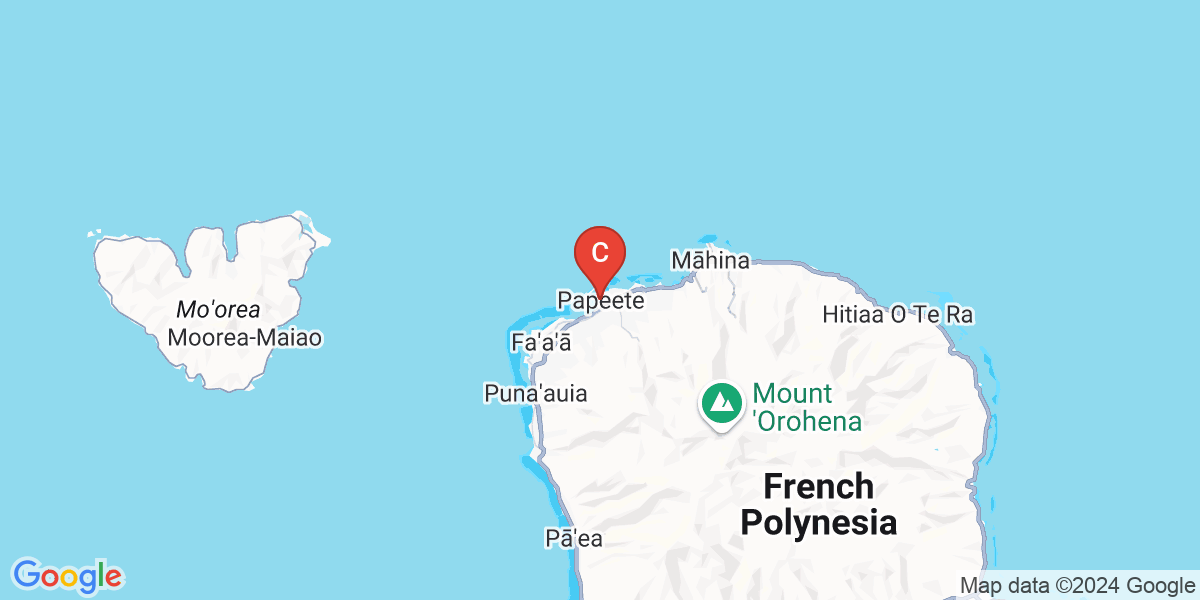 C
Māhina
Papeete
Mo'orea
Moorea-Maiao
Hitiaa O Te Ra
Fa'a'ā
Puna'auia
Mount
'Orohena
French
Polynesia
Pā'ea
Google
Map data ©2024 Google